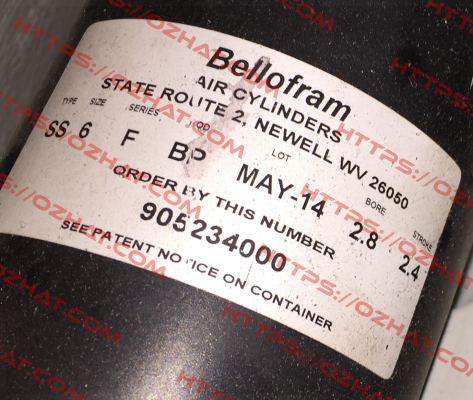 Bellofram
AIR CYLINDERS
STATE ROUTE 2, NEWELL WV 26050
TYPE SIZE SERIES LOT BORE STROKE
SS 6 F BP MAY-14 2.8 2.4
ORDER BY THIS NUMBER
905234000
SEE PATENT NOTICE ON CONTAINER
HTTPS://OZHAT.COM